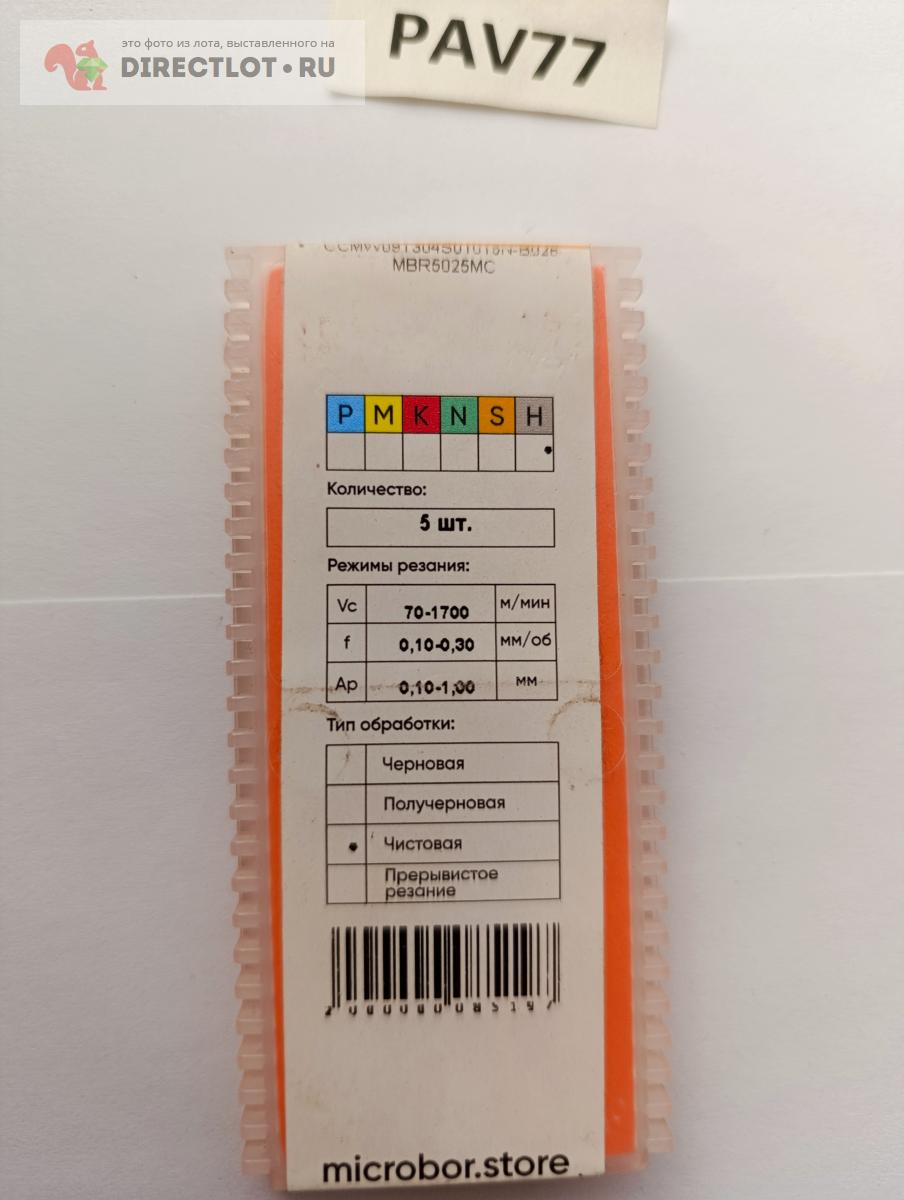 это фото из лота, выставленного на
DIRECTLOT.RU
PAV77
MBR5025MC
P M K N S H
Количество:
5 шт.
Режимы резания:
Vc 70-1700 м/мин
f 0,10-0,30 мм/об
Ap 0,10-1,00 мм
Тип обработки:
Черновая
Получерновая
Чистовая
Прерывистое
резание
microbor.store